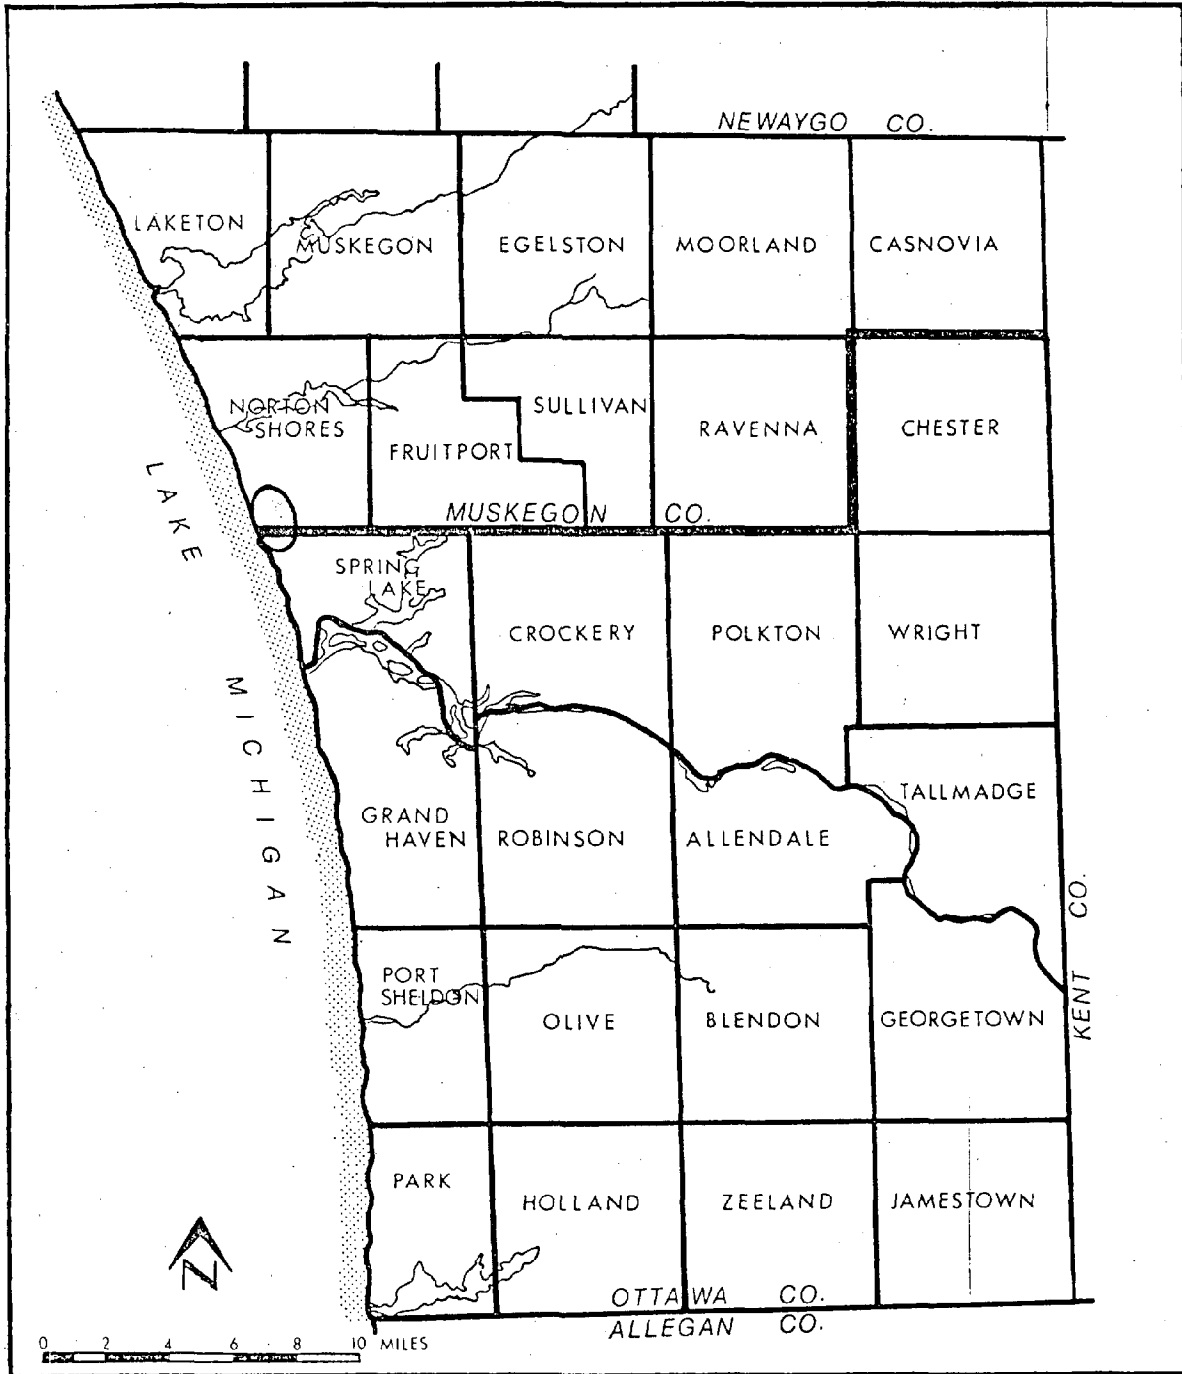 NEWAYGO CO.
LAKETON
MUSKEGON
EGELSTON
MOORLAND
CASNOVIA
NORTON
SHORES
FRUITPORT
SULLIVAN
RAVENNA
CHESTER
MUSKEGON CO.
LAKE
MICHIGAN
SPRING
LAKE
CROCKERY
POLKTON
WRIGHT
GRAND
HAVEN
ROBINSON
ALLENDALE
TALLMADGE
KENT CO.
PORT
SHELDON
OLIVE
BLENDON
GEORGETOWN
PARK
HOLLAND
ZEELAND
JAMESTOWN
N
OTTAWA CO.
ALLEGAN CO.
0 2 4 6 8 10 MILES